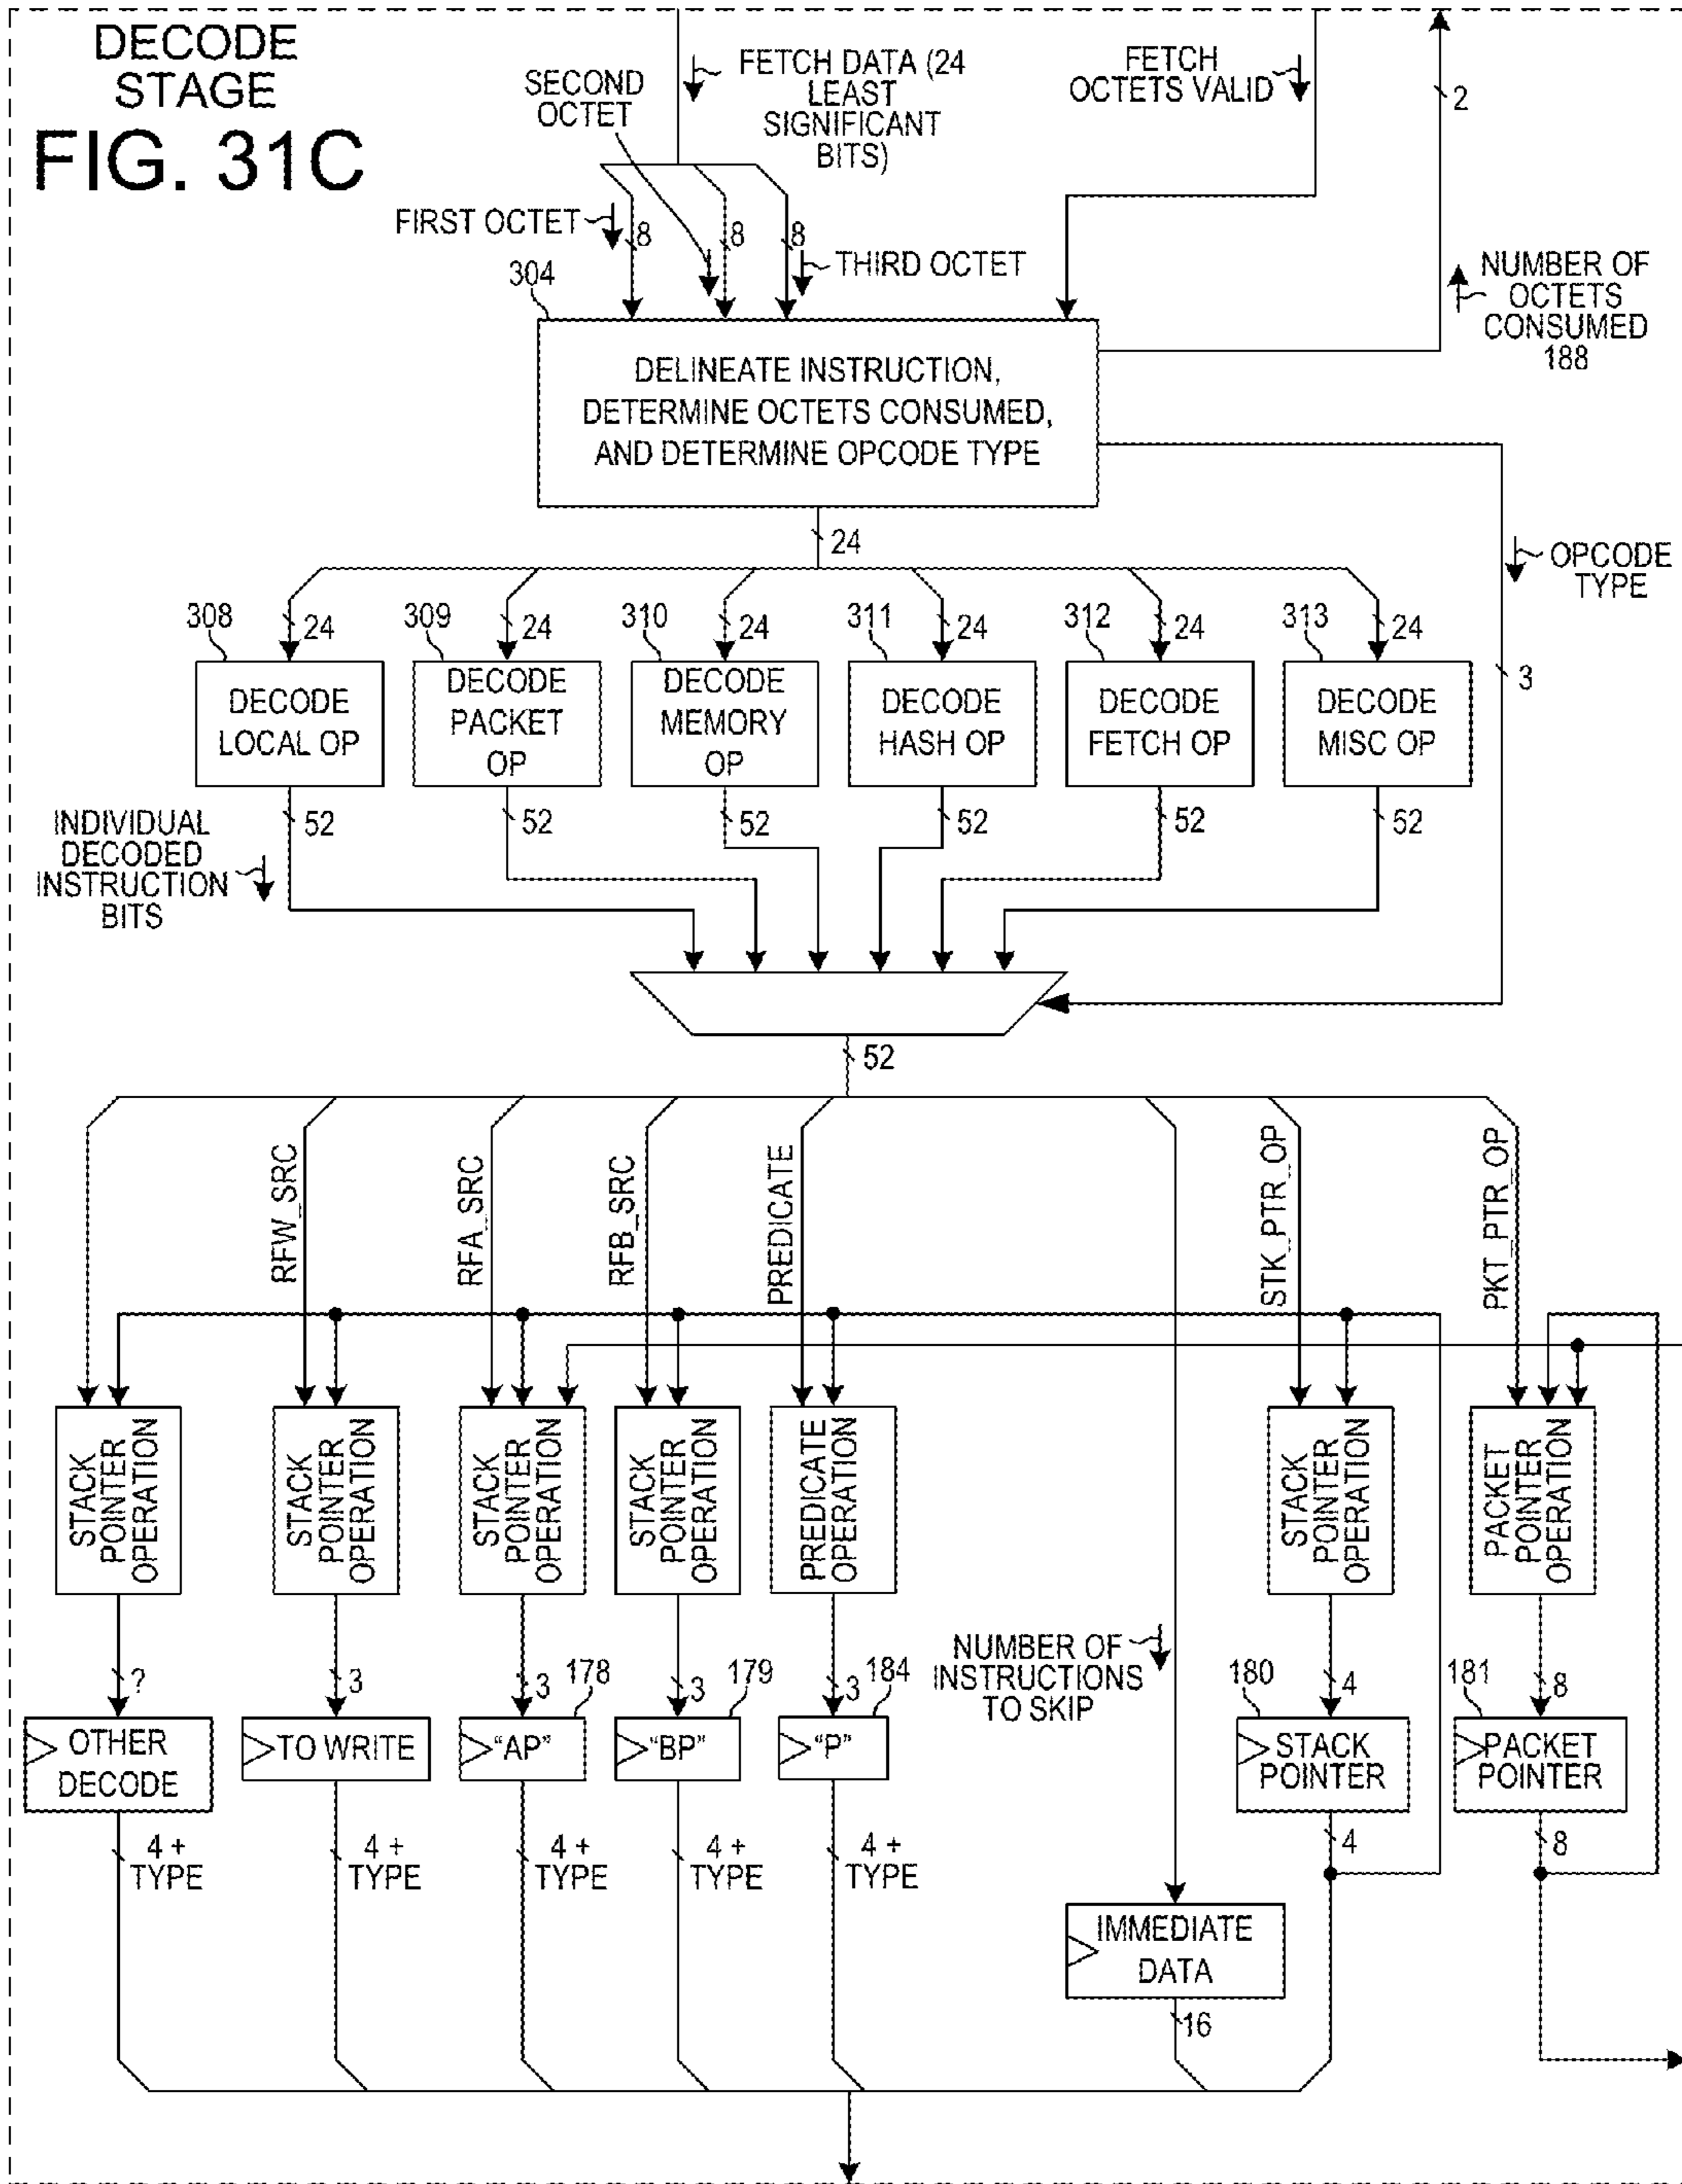 DECODE
STAGE
FIG. 31C
FETCH DATA (24
LEAST
SIGNIFICANT
BITS)
SECOND
OCTET
FETCH
OCTETS VALID
2
FIRST OCTET
8
8
8
THIRD OCTET
NUMBER OF
OCTETS
CONSUMED
188
304
DELINEATE INSTRUCTION,
DETERMINE OCTETS CONSUMED,
AND DETERMINE OPCODE TYPE
24
OPCODE
TYPE
3
308
24
309
24
310
24
311
24
312
24
313
24
DECODE
LOCAL OP
DECODE
PACKET
OP
DECODE
MEMORY
OP
DECODE
HASH OP
DECODE
FETCH OP
DECODE
MISC OP
52
52
52
52
52
52
INDIVIDUAL
DECODED
INSTRUCTION
BITS
52
RFW_SRC
RFA_SRC
RFB_SRC
PREDICATE
STK_PTR_OP
PKT_PTR_OP
STACK
POINTER
OPERATION
STACK
POINTER
OPERATION
STACK
POINTER
OPERATION
STACK
POINTER
OPERATION
PREDICATE
OPERATION
STACK
POINTER
OPERATION
PACKET
POINTER
OPERATION
NUMBER OF
INSTRUCTIONS
TO SKIP
?
3
3
178
3
179
3
184
4
180
8
181
OTHER
DECODE
TO WRITE
"AP"
"BP"
"P"
STACK
POINTER
PACKET
POINTER
4 +
TYPE
4 +
TYPE
4 +
TYPE
4 +
TYPE
4 +
TYPE
4
8
IMMEDIATE
DATA
16